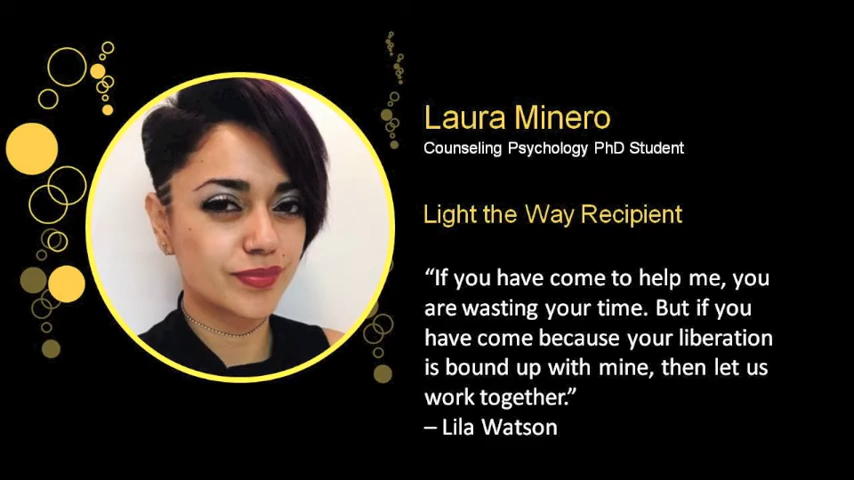 Laura Minero
Counseling Psychology PhD Student
Light the Way Recipient
“If you have come to help me, you
are wasting your time. But if you
have come because your liberation
is bound up with mine, then let us
work together.”
– Lila Watson